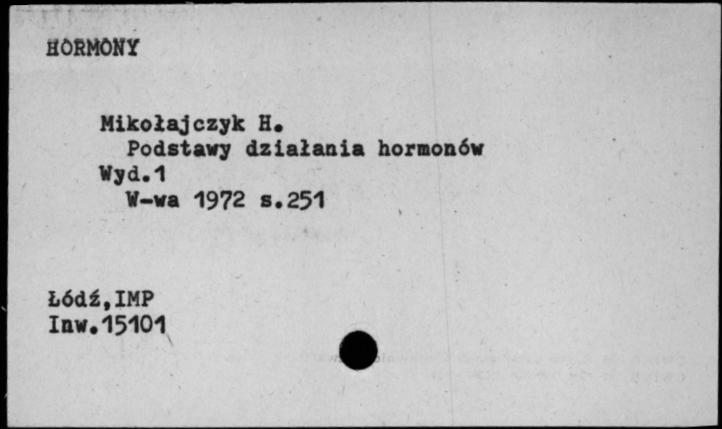 HORMONY
Mikołajczyk H.
Podstawy działania hormonów
Wyd.1
W-wa 1972 s.251
Łódź,IMP
Inw.15101